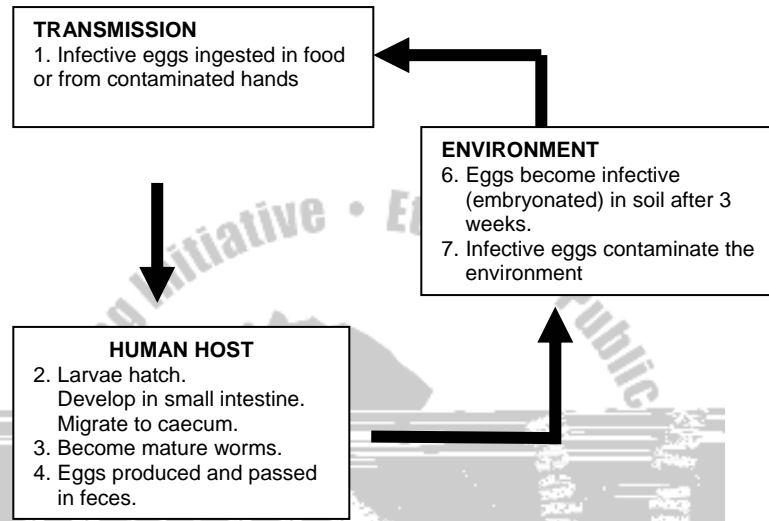 TRANSMISSION
1. Infective eggs ingested in food
or from contaminated hands
ENVIRONMENT
6. Eggs become infective
(embryonated) in soil after 3
weeks.
7. Infective eggs contaminate the
environment
HUMAN HOST
2. Larvae hatch.
Develop in small intestine.
Migrate to caecum.
3. Become mature worms.
4. Eggs produced and passed
in feces.
Initiative •
Public